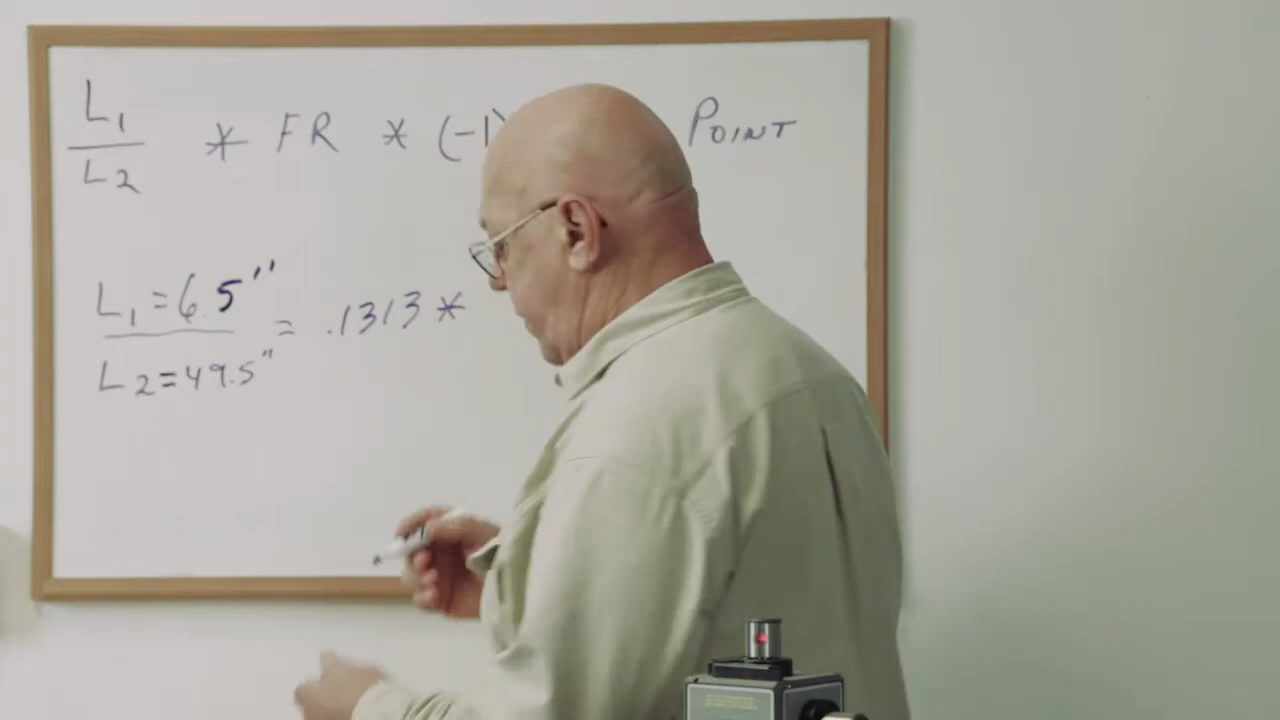 L1
* FR * (-1) POINT
L2
L1 = 6.5"
= .1313 *
L2 = 49.5"